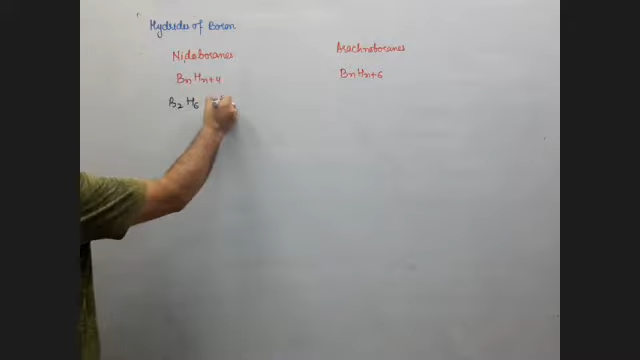 Hydrides of Boron
Nidoboranes
BnHn+4
B2H6
Arachnoboranes
BnHn+6